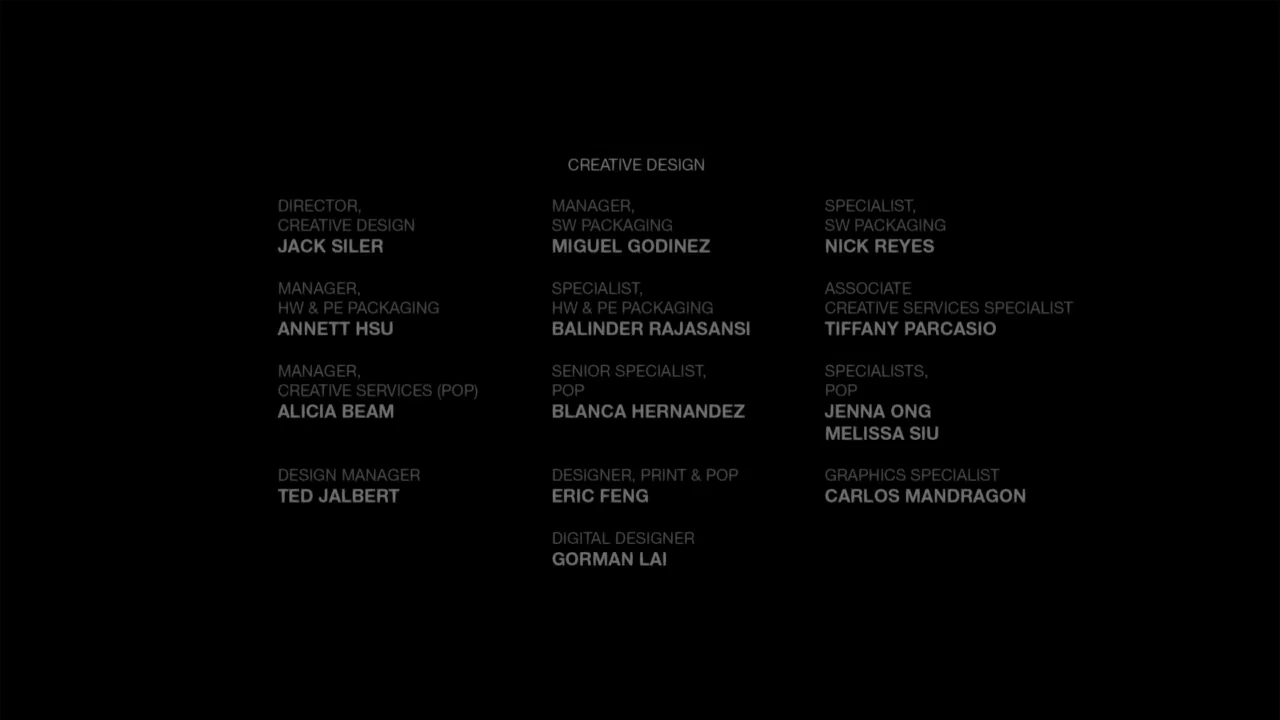 CREATIVE DESIGN
DIRECTOR,
CREATIVE DESIGN
JACK SILER
MANAGER,
SW PACKAGING
MIGUEL GODINEZ
SPECIALIST,
SW PACKAGING
NICK REYES
MANAGER,
HW & PE PACKAGING
ANNETT HSU
SPECIALIST,
HW & PE PACKAGING
BALINDER RAJASANSI
ASSOCIATE
CREATIVE SERVICES SPECIALIST
TIFFANY PARCASIO
MANAGER,
CREATIVE SERVICES (POP)
ALICIA BEAM
SENIOR SPECIALIST,
POP
BLANCA HERNANDEZ
SPECIALISTS,
POP
JENNA ONG
MELISSA SIU
DESIGN MANAGER
TED JALBERT
DESIGNER, PRINT & POP
ERIC FENG
GRAPHICS SPECIALIST
CARLOS MANDRAGON
DIGITAL DESIGNER
GORMAN LAI